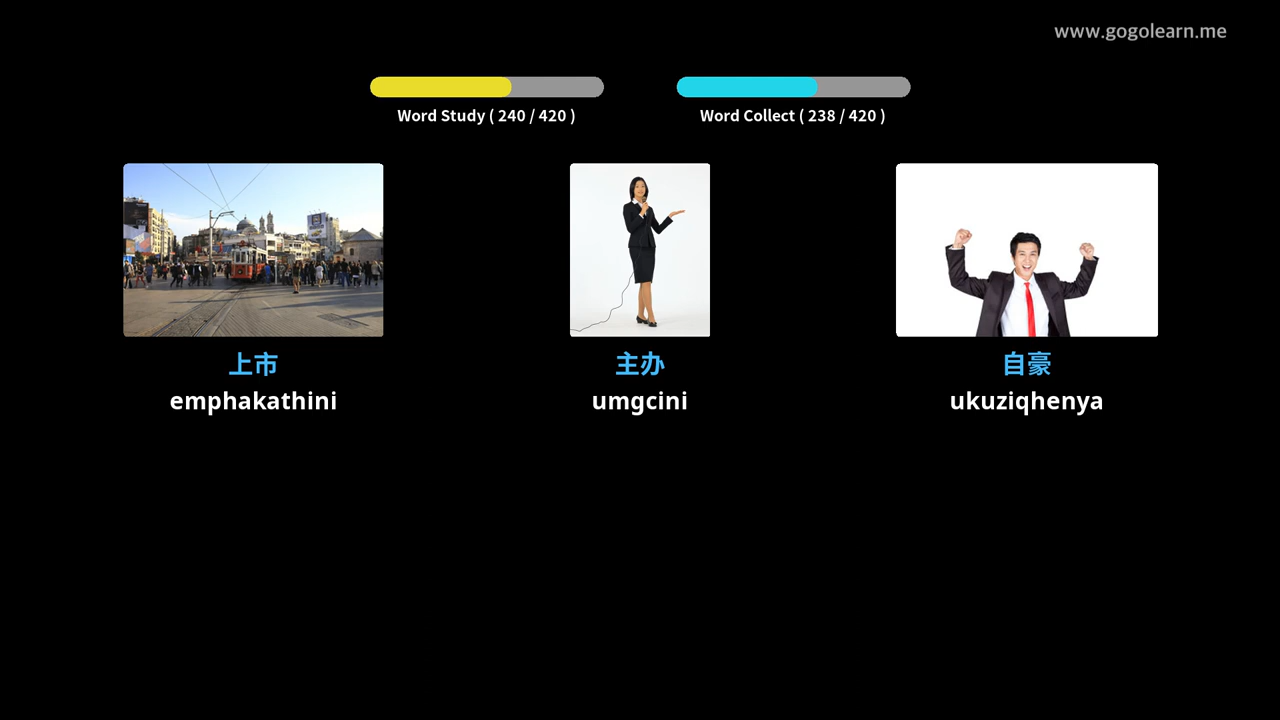 www.gogolearn.me
Word Study ( 240 / 420 )
Word Collect ( 238 / 420 )
上市
emphakathini
主办
umgcini
自豪
ukuziqhenya